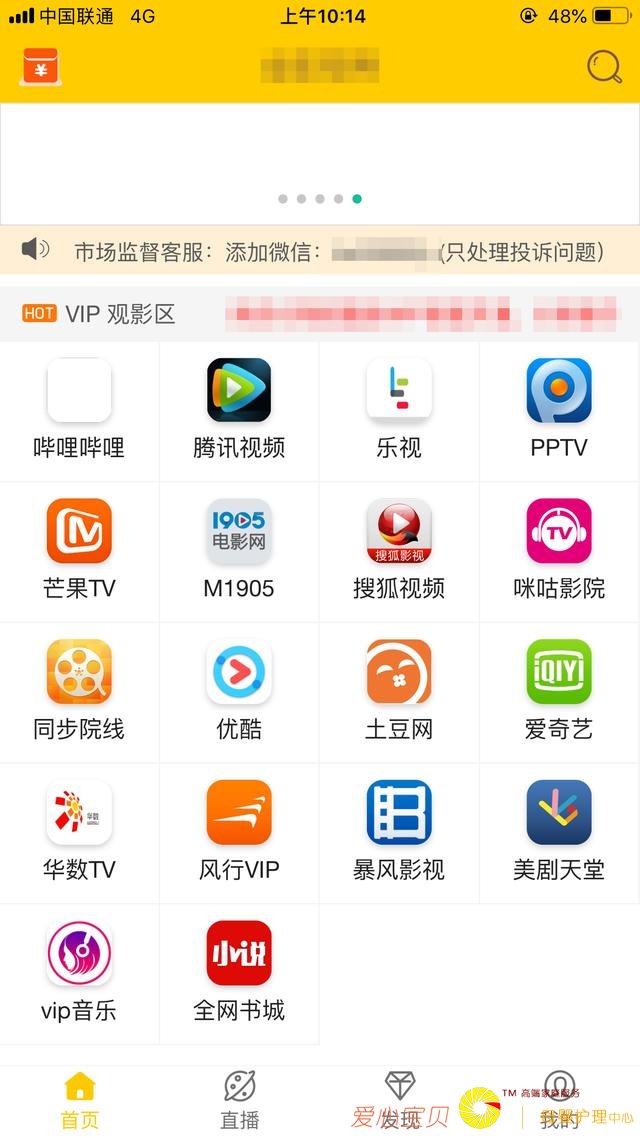 中国联通 4G 上午10:14 48%
¥
市场监督客服：添加微信： (只处理投诉问题)
HOT VIP 观影区
哔哩哔哩 腾讯视频 乐视 PPTV
1905 电影网 搜狐影视 TV
芒果TV M1905 搜狐视频 咪咕影院
iQIYI
同步院线 优酷 土豆网 爱奇艺
华数
华数TV 风行VIP 暴风影视 美剧天堂
小说
vip音乐 全网书城
TM 高端家庭服务
首页 直播 发现 我的
爱心宝贝 护理中心